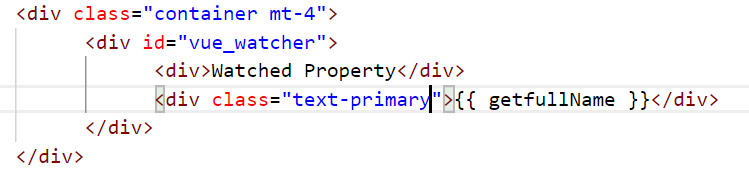 <div class="container mt-4">
<div id="vue_watcher">
<div>Watched Property</div>
<div class="text-primary">{{ getfullName }}</div>
</div>
</div>